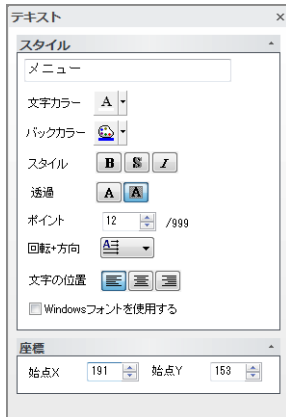 テキスト ×
スタイル
メニュー
文字カラー A
バックカラー
スタイル B S I
透過 A A
ポイント 12 /999
回転+方向 A
文字の位置
Windowsフォントを使用する
座標
始点X 191 始点Y 153